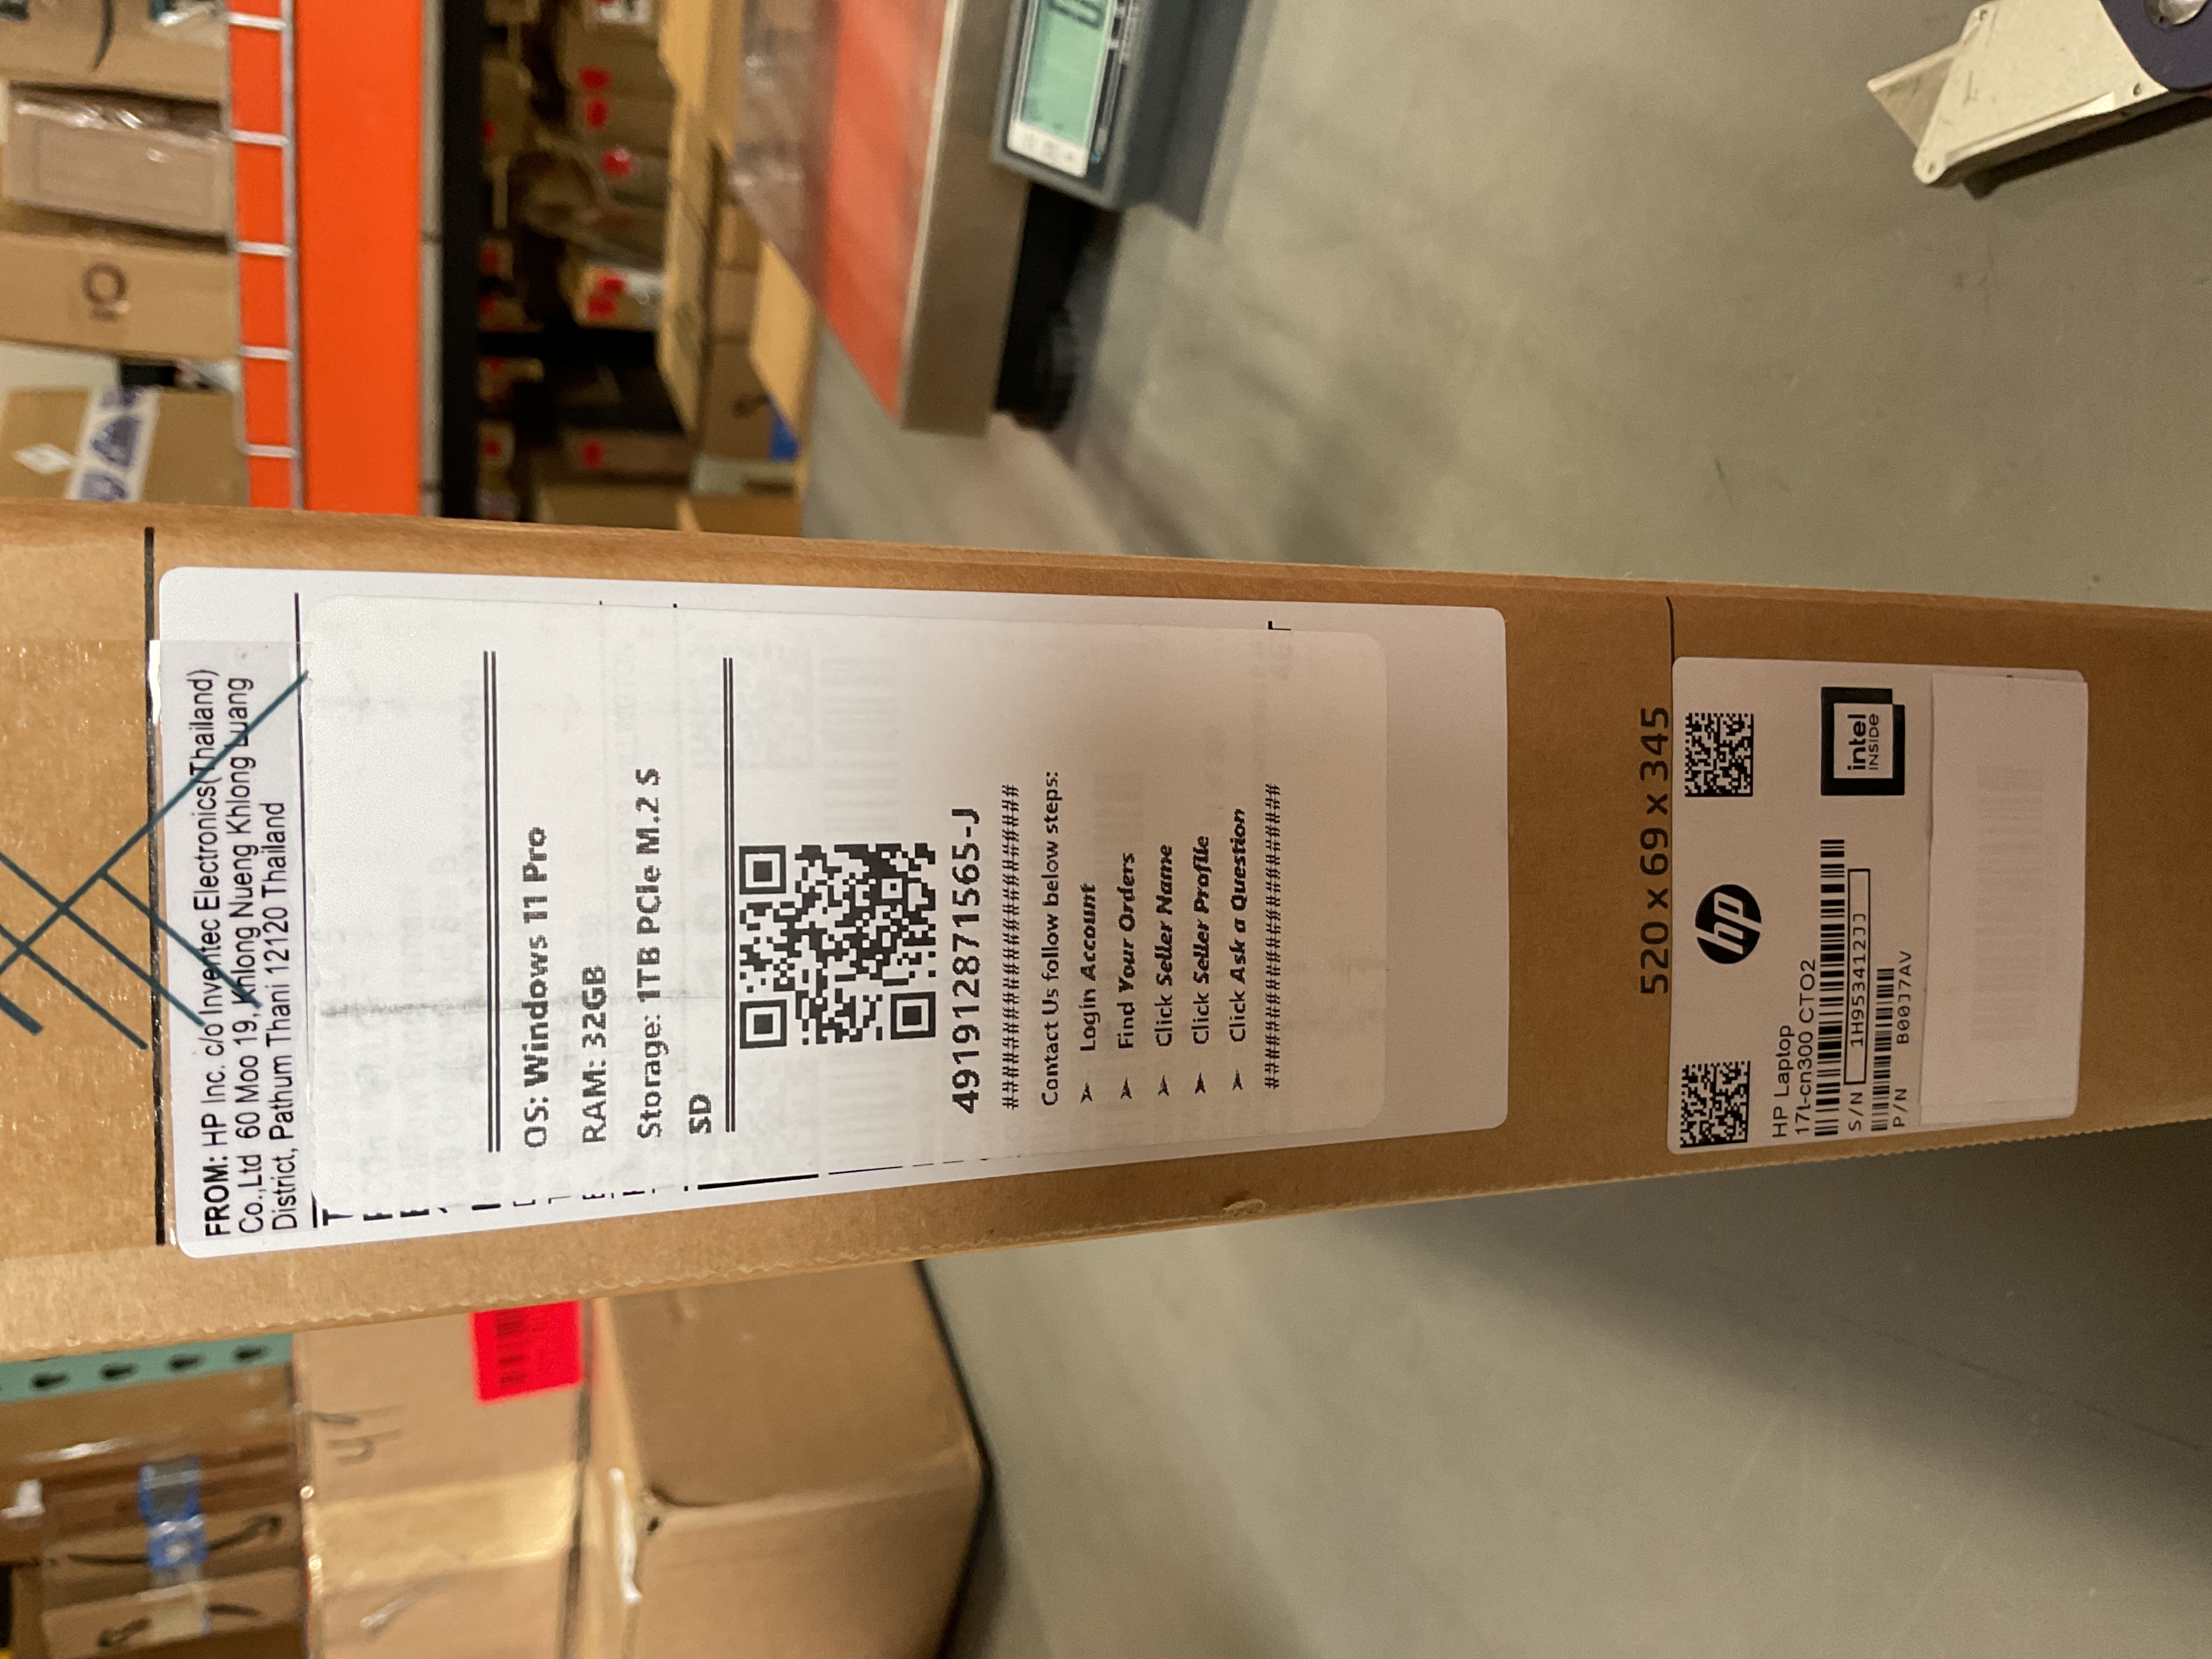 FROM: HP Inc. c/o Inventec Electronics(Thailand)
Co.,Ltd 60 Moo 19, Khlong Nueng Khlong Luang
District, Pathum Thani 12120 Thailand
OS: Windows 11 Pro
RAM: 32GB
Storage: 1TB PCIe M.2 S
SD
49191287 1565-J
##############################
Contact Us follow below steps:
➢ Login Account
➢ Find Your Orders
➢ Click Seller Name
➢ Click Seller Profile
➢ Click Ask a Question
##############################
520 x 69 x 345
hp
HP Laptop
17t-cn300 CTO2
S/N 1H953412JJ
P/N B00J7AV
intel
INSIDE